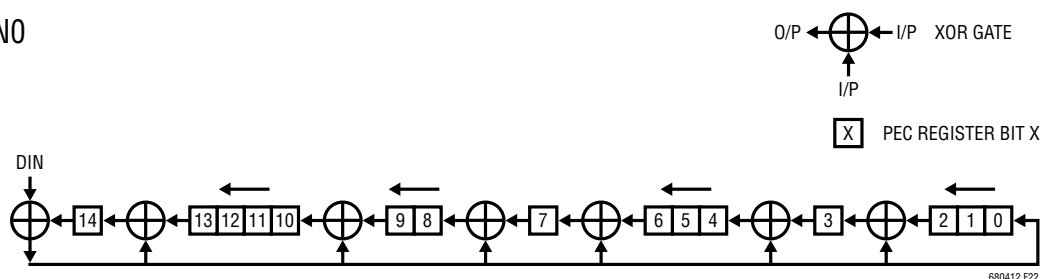 N0
O/P I/P XOR GATE
I/P
X PEC REGISTER BIT X
DIN
14 13 12 11 10 9 8 7 6 5 4 3 2 1 0
680412 F22